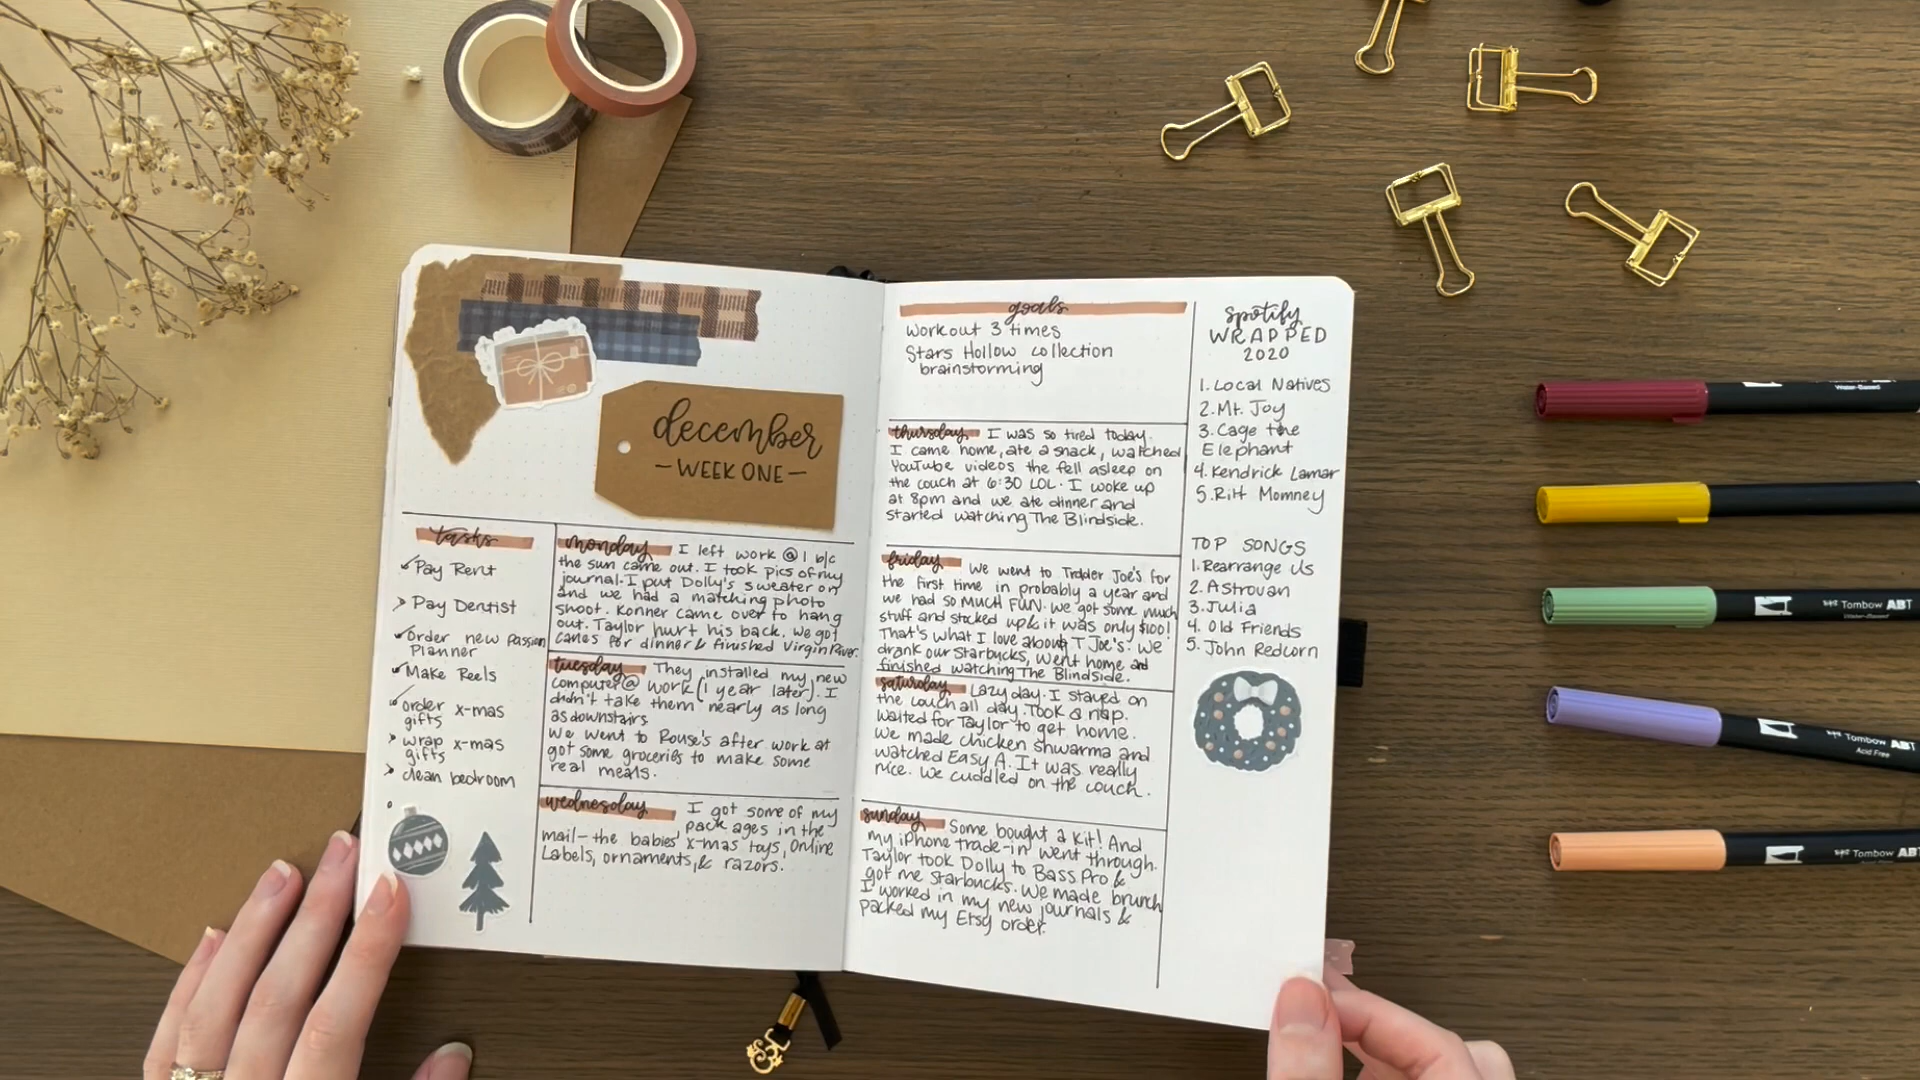 december
— WEEK ONE —
tasks
Pay Rent
Pay Dentist
Order new passion
Planner
Make Reels
order x-mas
gifts
wrap x-mas
gifts
clean bedroom
monday I left work @ 1 b/c
the sun came out. I took pics of my
journal. I put Dolly's sweater on
and we had a matching photo
shoot. Konner came over to hang
out. Taylor hurt his back. We got
canes for dinner & finished Virgin River.
tuesday They installed my new
computer @ work (1 year later). I
didn't take them nearly as long
as downstairs
We went to Rouse's after work at
got some groceries to make some
real meals.
wednesday I got some of my
packages in the
mail - the babies' x-mas toys, Online
Labels, ornaments, & razors.
goals
Workout 3 times
Stars Hollow collection
brainstorming
thursday I was so tired today.
I came home, ate a snack, watched
YouTube videos the fell asleep on
the couch at 6:30 LOL. I woke up
at 8pm and we ate dinner and
started watching The Blindside.
friday We went to Trader Joe's for
the first time in probably a year and
we had so MUCH FUN. We got some much
stuff and stocked up & it was only $100!
That's what I love about T Joe's. We
drank our Starbucks, went home and
finished watching The Blindside.
saturday Lazy day. I stayed on
the couch all day. Took a nap.
Waited for Taylor to get home.
We made chicken shwarma and
watched Easy A. It was really
nice. We cuddled on the couch.
sunday Some bought a kit! And
my iPhone trade-in went through.
Taylor took Dolly to Bass Pro &
got me Starbucks. We made brunch
I worked in my new journals &
packed my Etsy order.
Spotify
WRAPPED
2020
1. Local Natives
2. Mt. Joy
3. Cage the
Elephant
4. Kendrick Lamar
5. Ritt Momney
TOP SONGS
1. Rearrange Us
2. Astrovan
3. Julia
4. Old Friends
5. John Redcorn
Water-Based
Tombow ABT
Water-Based
Tombow ABT
Acid Free
Tombow ABT